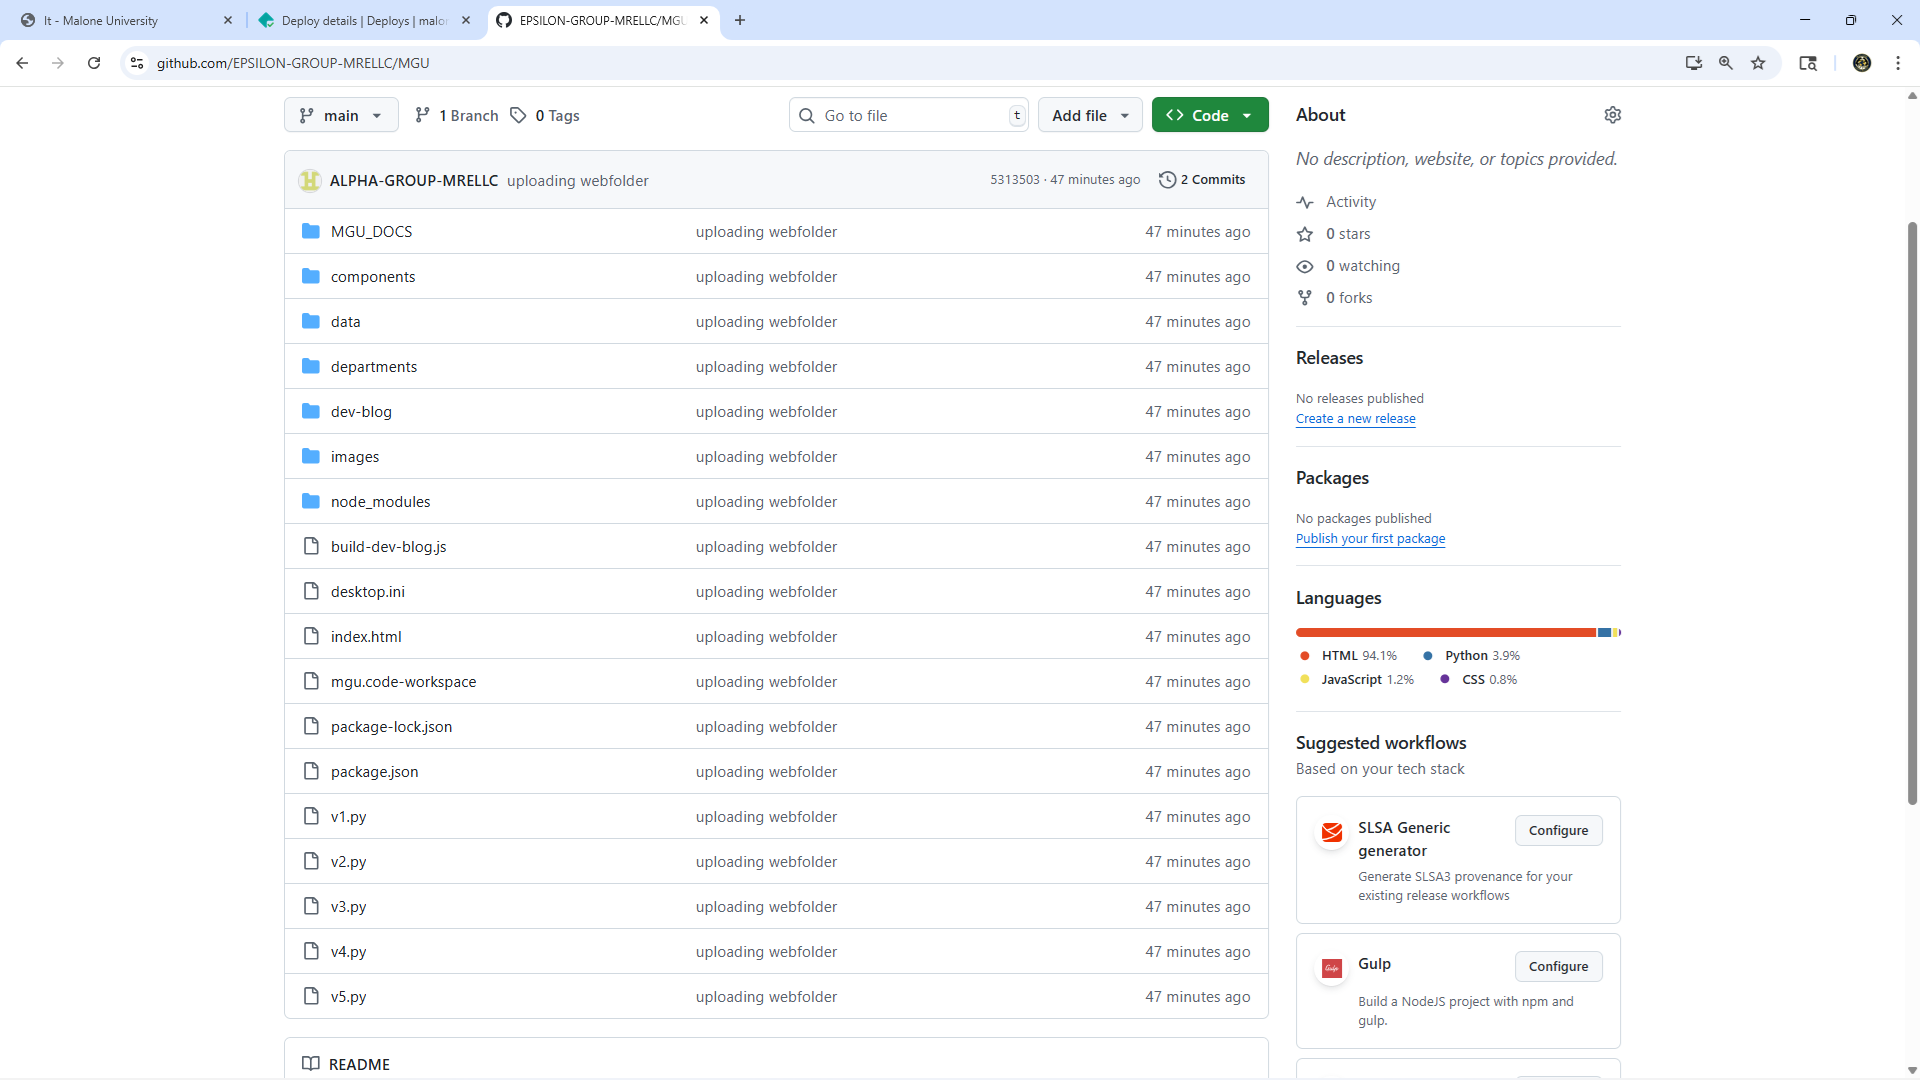 It - Malone University
Deploy details | Deploys | malo
EPSILON-GROUP-MRELLC/MGU
github.com/EPSILON-GROUP-MRELLC/MGU
main
1 Branch
0 Tags
Go to file
t
Add file
Code
ALPHA-GROUP-MRELLC uploading webfolder 5313503 · 47 minutes ago 2 Commits
MGU_DOCS uploading webfolder 47 minutes ago
components uploading webfolder 47 minutes ago
data uploading webfolder 47 minutes ago
departments uploading webfolder 47 minutes ago
dev-blog uploading webfolder 47 minutes ago
images uploading webfolder 47 minutes ago
node_modules uploading webfolder 47 minutes ago
build-dev-blog.js uploading webfolder 47 minutes ago
desktop.ini uploading webfolder 47 minutes ago
index.html uploading webfolder 47 minutes ago
mgu.code-workspace uploading webfolder 47 minutes ago
package-lock.json uploading webfolder 47 minutes ago
package.json uploading webfolder 47 minutes ago
v1.py uploading webfolder 47 minutes ago
v2.py uploading webfolder 47 minutes ago
v3.py uploading webfolder 47 minutes ago
v4.py uploading webfolder 47 minutes ago
v5.py uploading webfolder 47 minutes ago
README
About
No description, website, or topics provided.
Activity
0 stars
0 watching
0 forks
Releases
No releases published
Create a new release
Packages
No packages published
Publish your first package
Languages
HTML 94.1% Python 3.9%
JavaScript 1.2% CSS 0.8%
Suggested workflows
Based on your tech stack
SLSA Generic
generator
Configure
Generate SLSA3 provenance for your
existing release workflows
Gulp
Gulp
Configure
Build a NodeJS project with npm and
gulp.